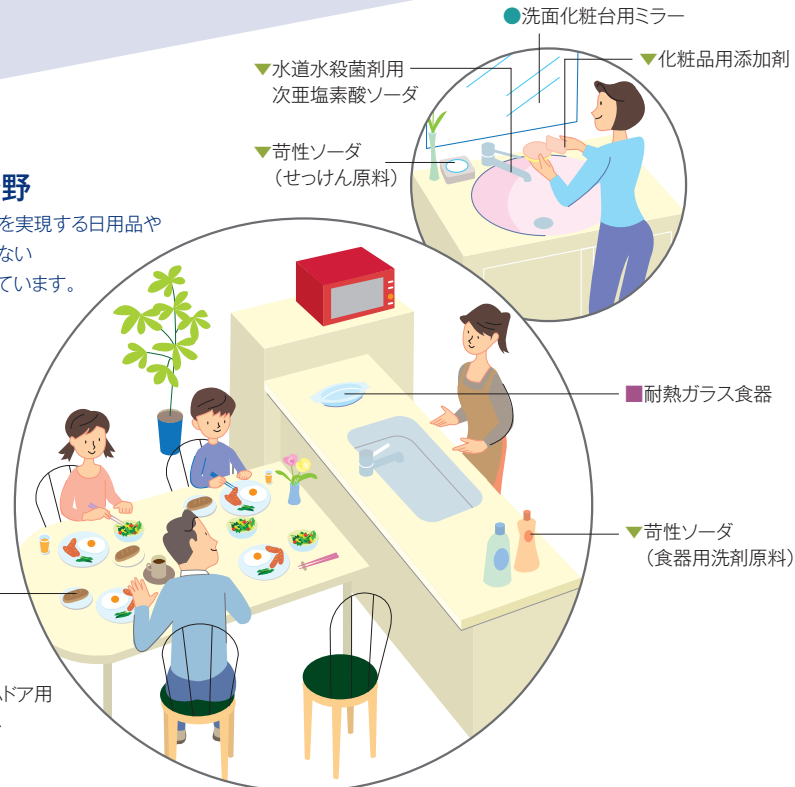 ●洗面化粧台用ミラー
▼水道水殺菌剤用
次亜塩素酸ソーダ
▼化粧品用添加剤
▼苛性ソーダ
（せっけん原料）
野
を実現する日用品や
ない
ています。
■耐熱ガラス食器
▼苛性ソーダ
（食器用洗剤原料）
ドア用